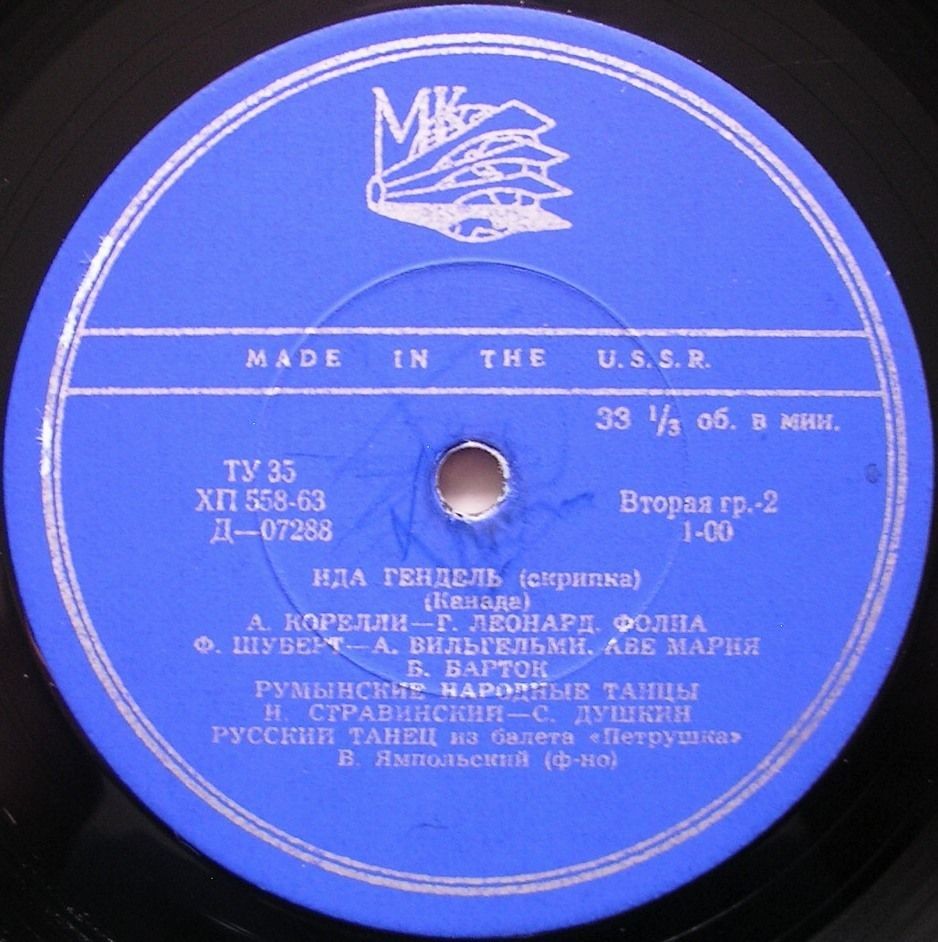 МК
MADE IN THE U.S.S.R.
33 ⅓ об. в мин.
ТУ 35
ХП 558-63
Д—07288
Вторая гр.-2
1-00
ИДА ГЕНДЕЛЬ (скрипка)
(Канада)
А. КОРЕЛЛИ—Г. ЛЕОНАРД. ФОЛИА
Ф. ШУБЕРТ—А. ВИЛЬГЕЛЬМИ. АВЕ МАРИЯ
Б. БАРТОК
РУМЫНСКИЕ НАРОДНЫЕ ТАНЦЫ
И. СТРАВИНСКИЙ—С. ДУШКИН
РУССКИЙ ТАНЕЦ из балета «Петрушка»
В. Ямпольский (ф-но)